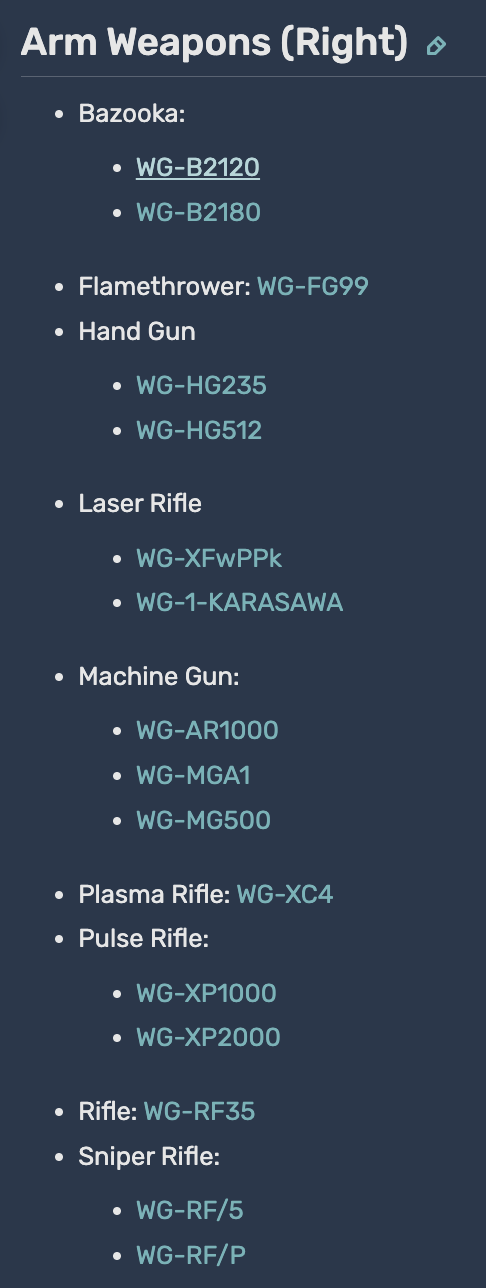 Arm Weapons (Right)
Bazooka:
WG-B2120
WG-B2180
Flamethrower: WG-FG99
Hand Gun
WG-HG235
WG-HG512
Laser Rifle
WG-XFwPPk
WG-1-KARASAWA
Machine Gun:
WG-AR1000
WG-MGA1
WG-MG500
Plasma Rifle: WG-XC4
Pulse Rifle:
WG-XP1000
WG-XP2000
Rifle: WG-RF35
Sniper Rifle:
WG-RF/5
WG-RF/P